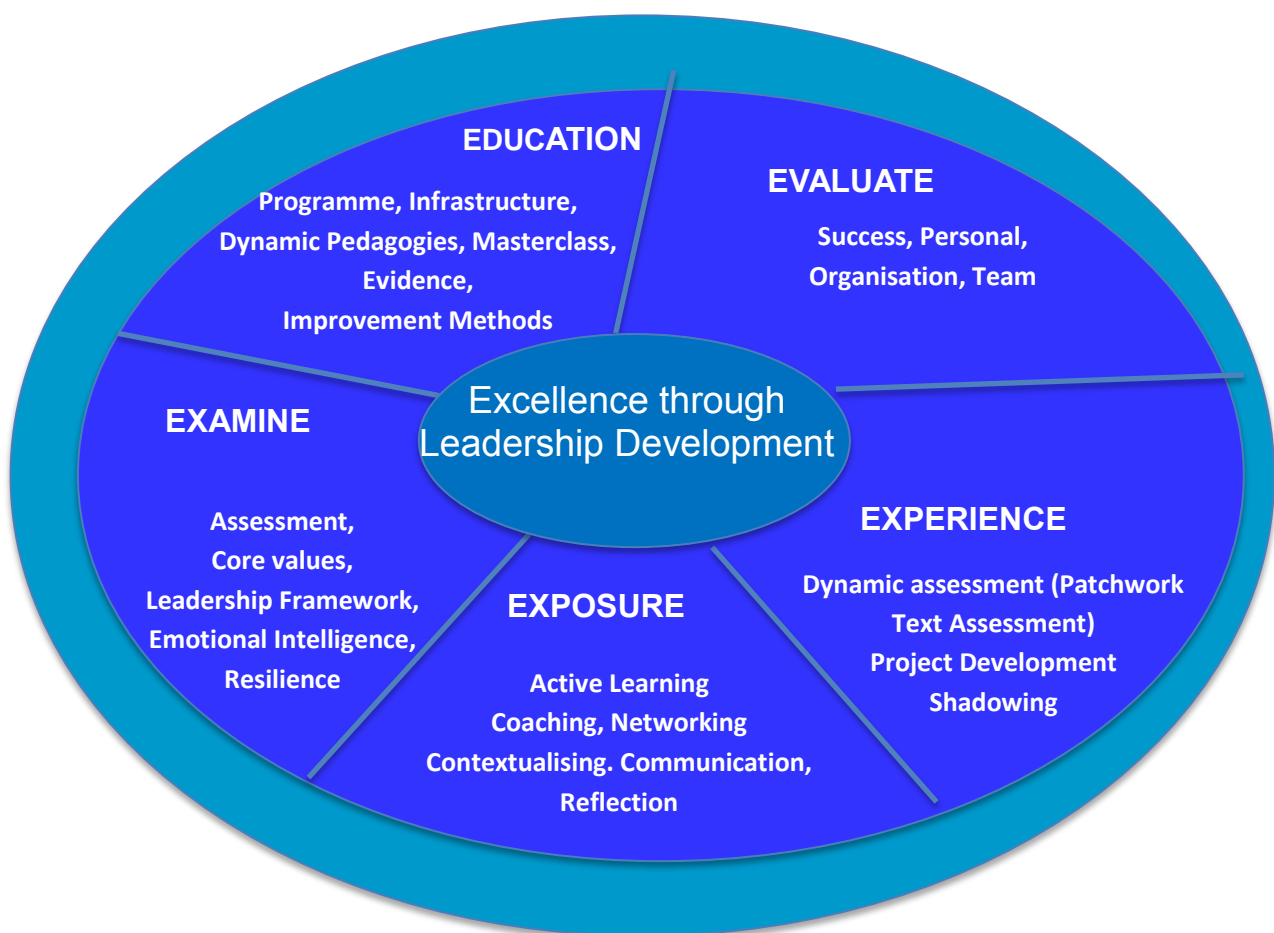 EDUCATION
Programme, Infrastructure,
Dynamic Pedagogies, Masterclass,
Evidence,
Improvement Methods
EVALUATE
Success, Personal,
Organisation, Team
Excellence through
Leadership Development
EXAMINE
Assessment,
Core values,
Leadership Framework,
Emotional Intelligence,
Resilience
EXPOSURE
Active Learning
Coaching, Networking
Contextualising. Communication,
Reflection
EXPERIENCE
Dynamic assessment (Patchwork
Text Assessment)
Project Development
Shadowing